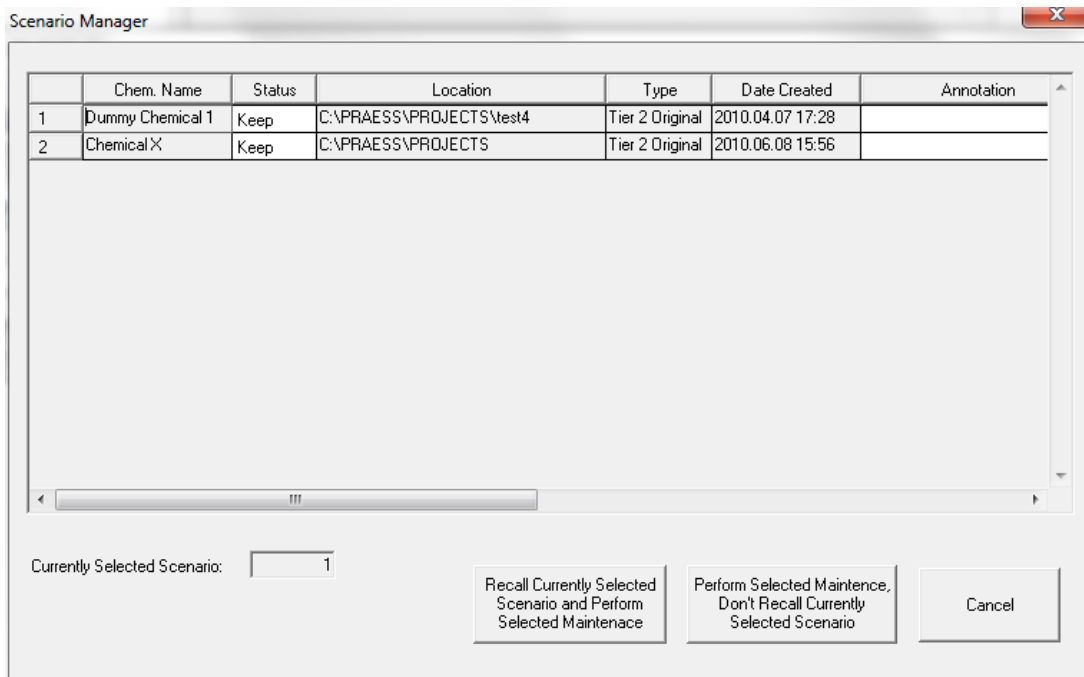 Scenario Manager
x
Chem. Name Status Location Type Date Created Annotation
1 Dummy Chemical 1 Keep C:\PRAESS\PROJECTS\test4 Tier 2 Original 2010.04.07 17:28
2 Chemical X Keep C:\PRAESS\PROJECTS Tier 2 Original 2010.06.08 15:56
Currently Selected Scenario: 1
Recall Currently Selected
Scenario and Perform
Selected Maintenace
Perform Selected Maintence,
Don't Recall Currently
Selected Scenario
Cancel